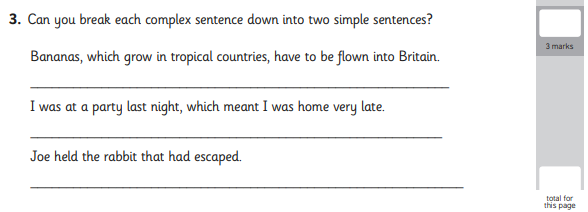 3. Can you break each complex sentence down into two simple sentences?
3 marks
Bananas, which grow in tropical countries, have to be flown into Britain.
I was at a party last night, which meant I was home very late.
Joe held the rabbit that had escaped.
total for
this page